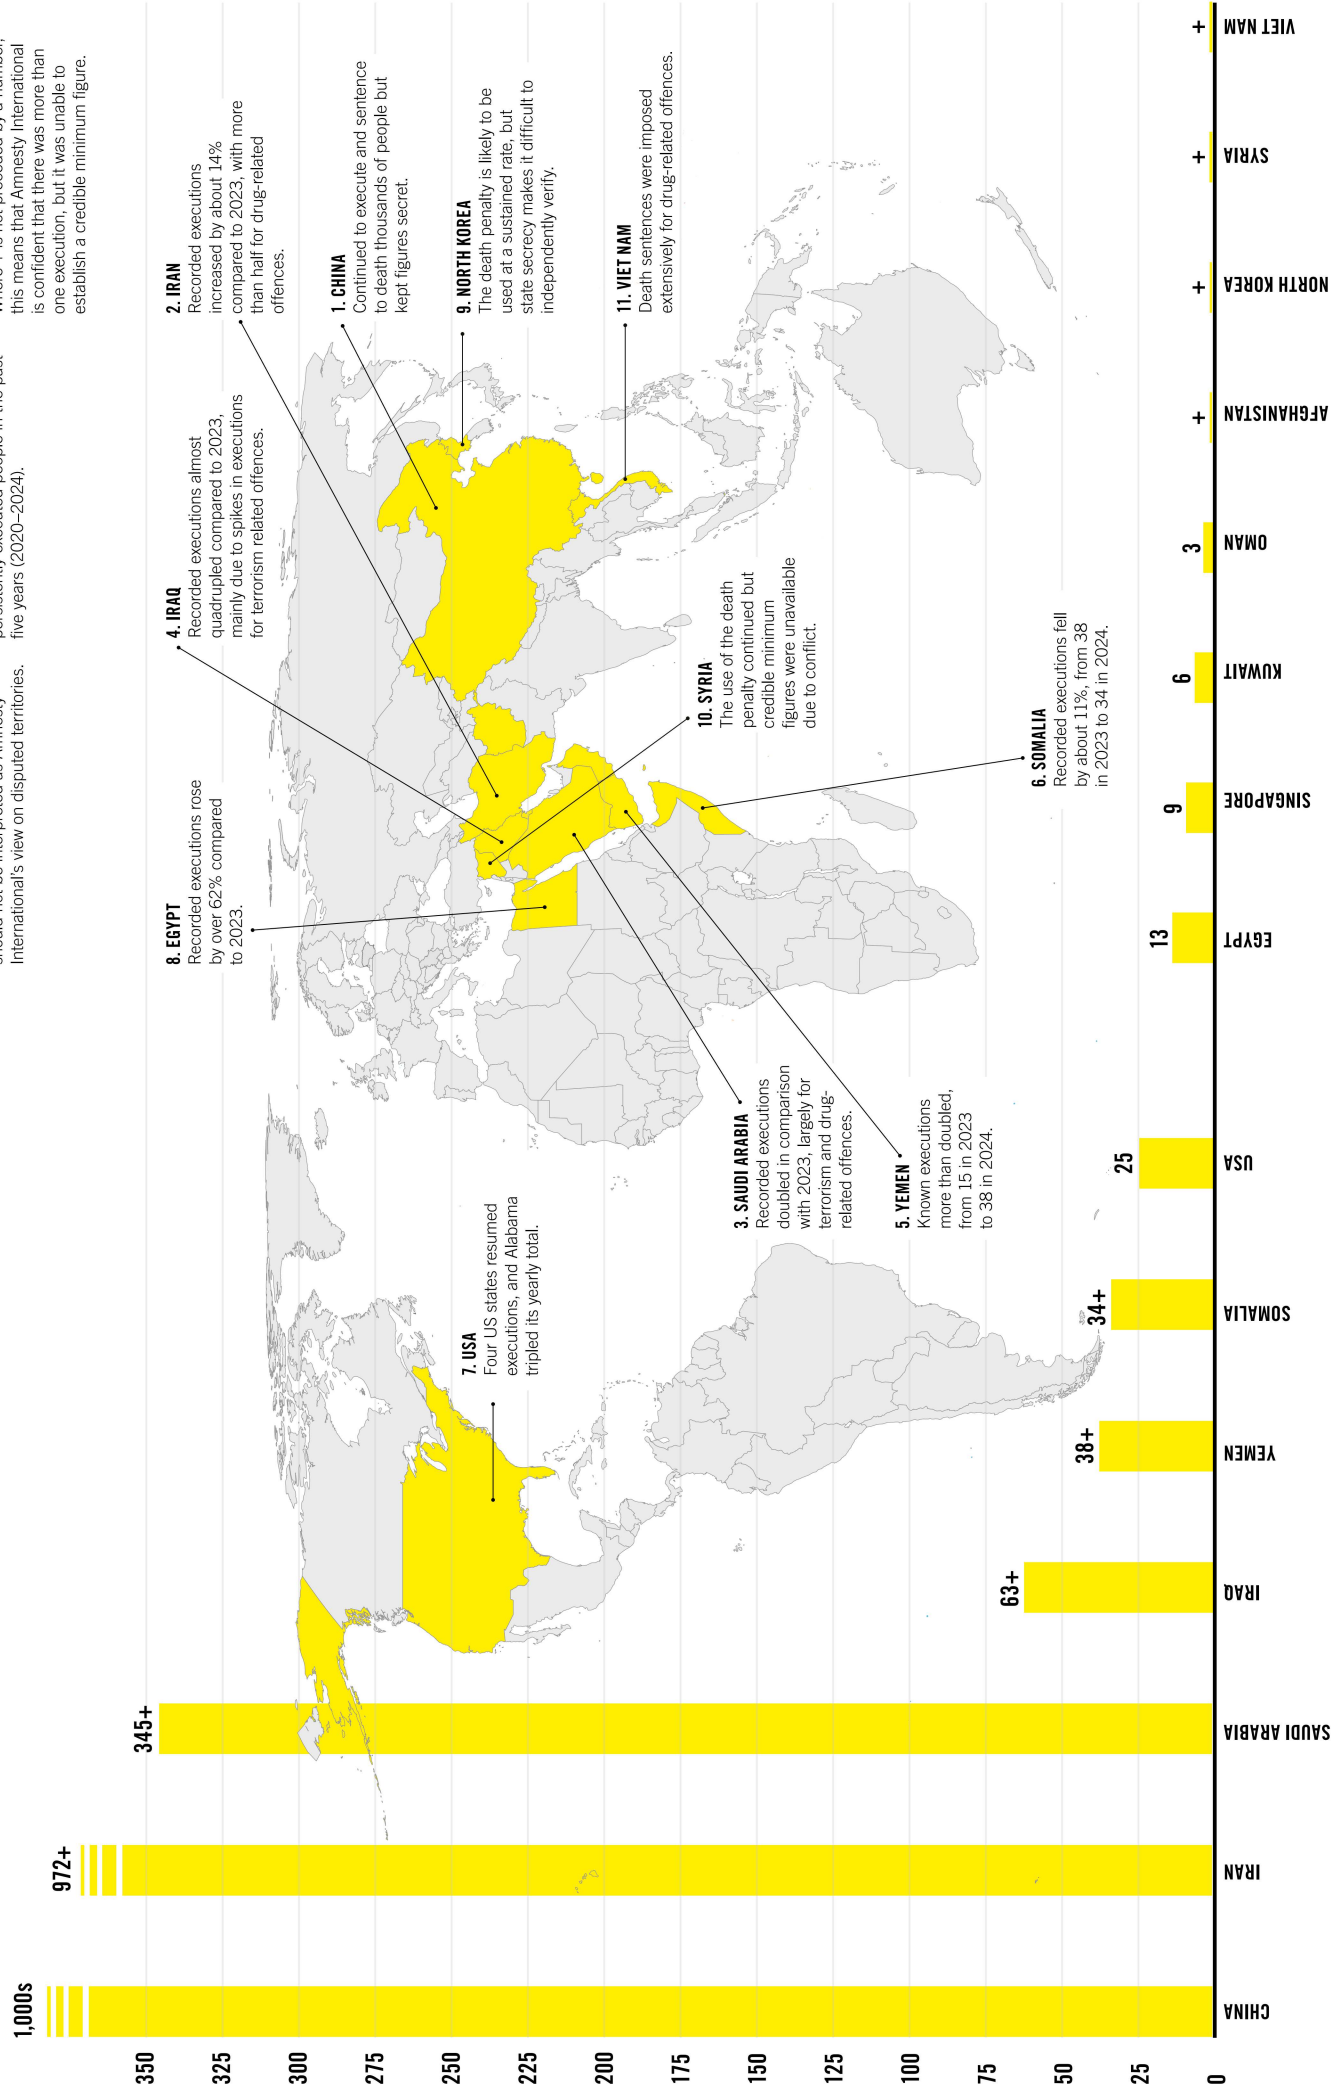 should not be interpreted as Amnesty
International's view on disputed territories.
persistently executed people in the past
five years (2020–2024).
Where + is not preceded by a number,
this means that Amnesty International
is confident that there was more than
one execution, but it was unable to
establish a credible minimum figure.
8. EGYPT
Recorded executions rose
by over 62% compared
to 2023.
4. IRAQ
Recorded executions almost
quadrupled compared to 2023,
mainly due to spikes in executions
for terrorism related offences.
2. IRAN
Recorded executions
increased by about 14%
compared to 2023, with more
than half for drug-related
offences.
1. CHINA
Continued to execute and sentence
to death thousands of people but
kept figures secret.
9. NORTH KOREA
The death penalty is likely to be
used at a sustained rate, but
state secrecy makes it difficult to
independently verify.
11. VIET NAM
Death sentences were imposed
extensively for drug-related offences.
7. USA
Four US states resumed
executions, and Alabama
tripled its yearly total.
10. SYRIA
The use of the death
penalty continued but
credible minimum
figures were unavailable
due to conflict.
3. SAUDI ARABIA
Recorded executions
doubled in comparison
with 2023, largely for
terrorism and drug-
related offences.
5. YEMEN
Known executions
more than doubled,
from 15 in 2023
to 38 in 2024.
6. SOMALIA
Recorded executions fell
by about 11%, from 38
in 2023 to 34 in 2024.
350
325
300
275
250
225
200
175
150
125
100
75
50
25
0
1,000s
972+
345+
63+
38+
34+
25
13
9
6
3
+
+
+
+
CHINA
IRAN
SAUDI ARABIA
IRAQ
YEMEN
SOMALIA
USA
EGYPT
SINGAPORE
KUWAIT
OMAN
AFGHANISTAN
NORTH KOREA
SYRIA
VIET NAM